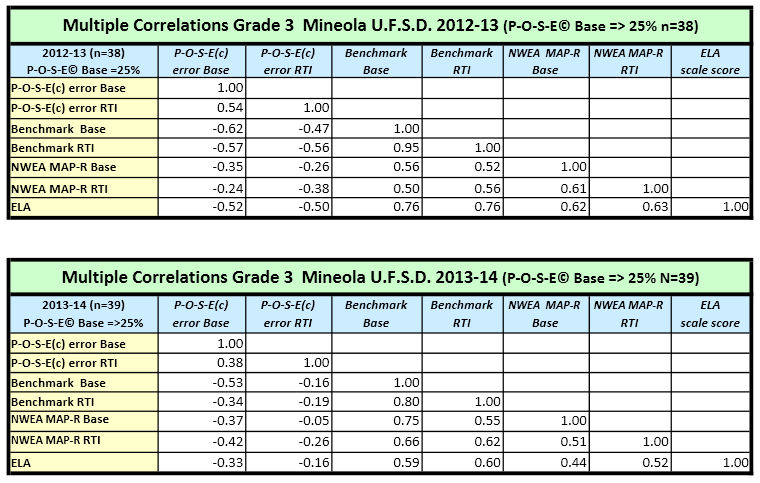 Multiple Correlations Grade 3 Mineola U.F.S.D. 2012-13 (P-O-S-E© Base => 25% n=38)
2012-13 (n=38) P-O-S-E(c) P-O-S-E(c) Benchmark Benchmark NWEA MAP-R NWEA MAP-R ELA
P-O-S-E© Base =25% error Base error RTI Base RTI Base RTI scale score
P-O-S-E(c) error Base 1.00
P-O-S-E(c) error RTI 0.54 1.00
Benchmark Base -0.62 -0.47 1.00
Benchmark RTI -0.57 -0.56 0.95 1.00
NWEA MAP-R Base -0.35 -0.26 0.56 0.52 1.00
NWEA MAP-R RTI -0.24 -0.38 0.50 0.56 0.61 1.00
ELA -0.52 -0.50 0.76 0.76 0.62 0.63 1.00
Multiple Correlations Grade 3 Mineola U.F.S.D. 2013-14 (P-O-S-E© Base => 25% N=39)
2013-14 (n=39) P-O-S-E(c) P-O-S-E(c) Benchmark Benchmark NWEA MAP-R NWEA MAP-R ELA
P-O-S-E© Base =>25% error Base error RTI Base RTI Base RTI scale score
P-O-S-E(c) error Base 1.00
P-O-S-E(c) error RTI 0.38 1.00
Benchmark Base -0.53 -0.16 1.00
Benchmark RTI -0.34 -0.19 0.80 1.00
NWEA MAP-R Base -0.37 -0.05 0.75 0.55 1.00
NWEA MAP-R RTI -0.42 -0.26 0.66 0.62 0.51 1.00
ELA -0.33 -0.16 0.59 0.60 0.44 0.52 1.00